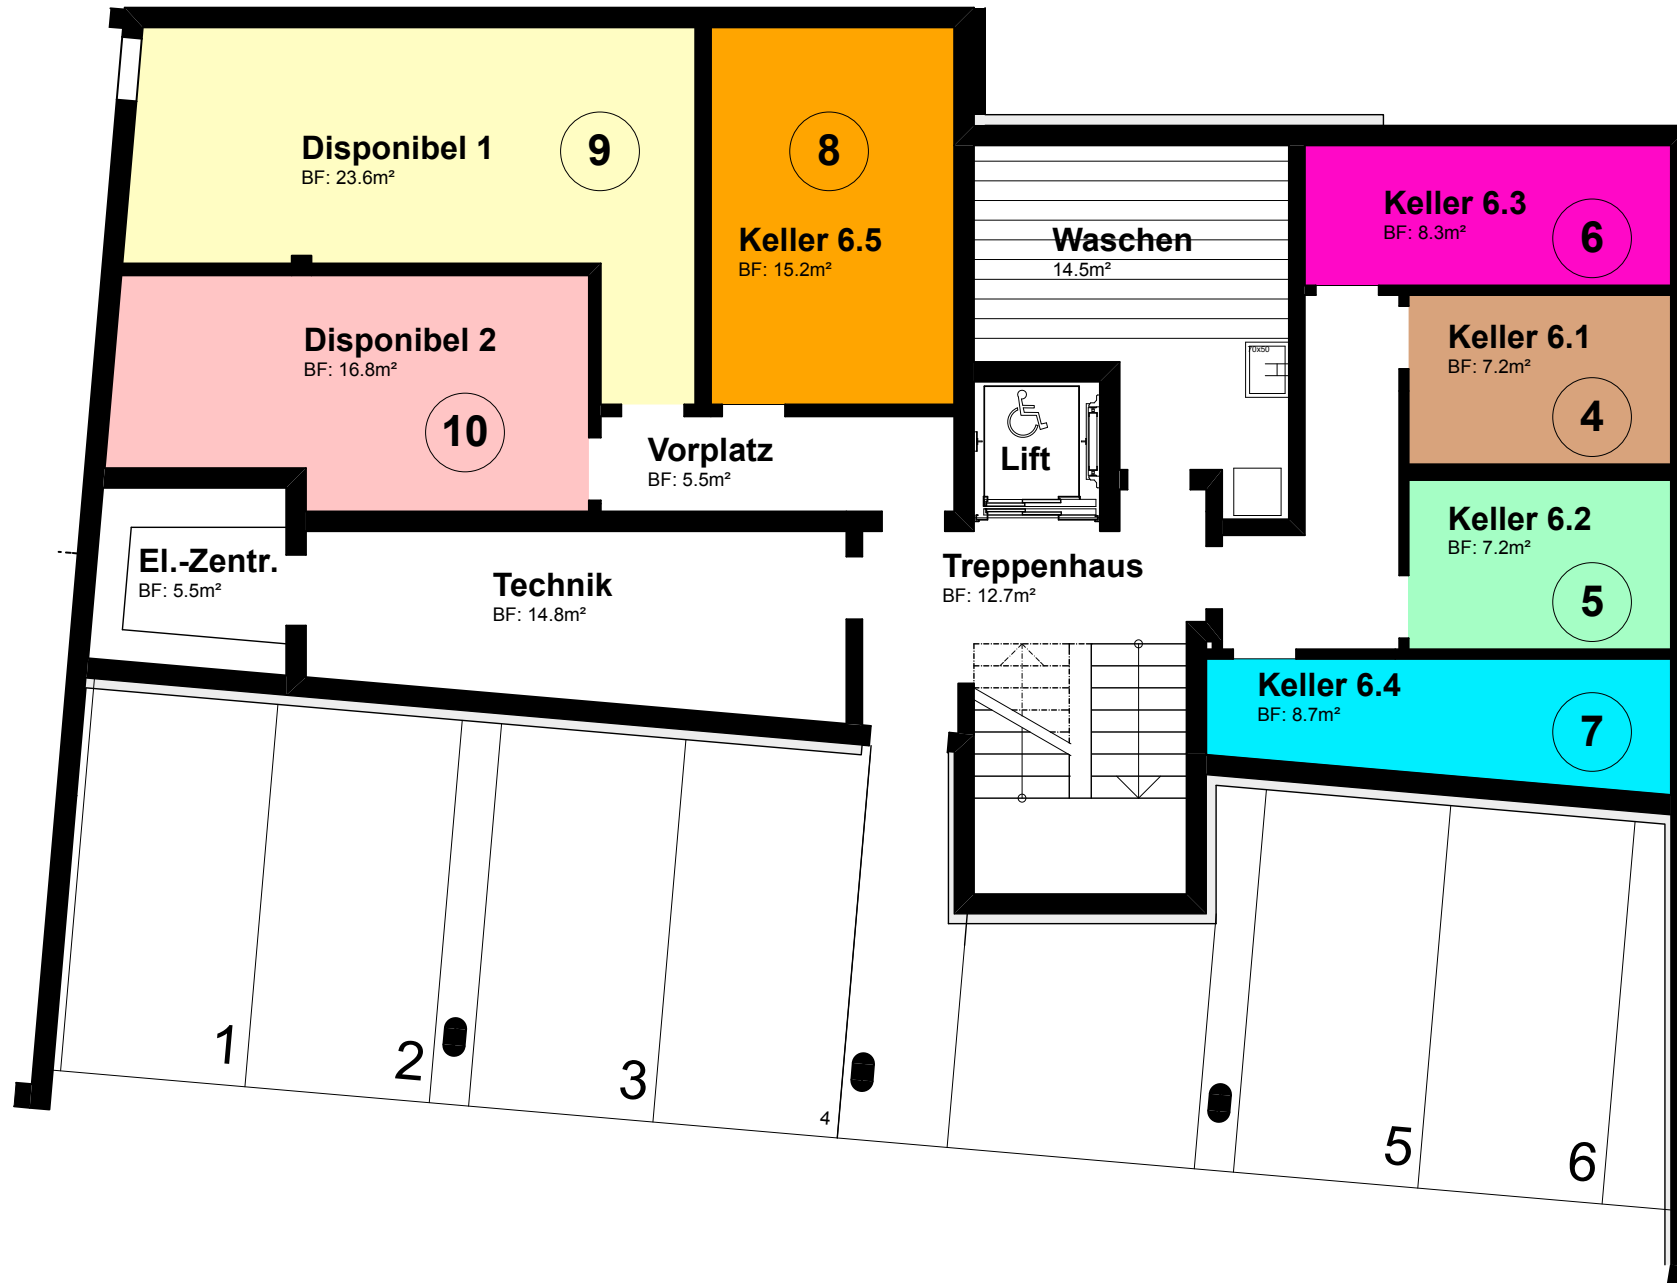 Disponibel 1
BF: 23.6m²
9
8
Keller 6.5
BF: 15.2m²
Waschen
14.5m²
Keller 6.3
BF: 8.3m²
6
Disponibel 2
BF: 16.8m²
10
Vorplatz
BF: 5.5m²
70x50
Lift
Keller 6.1
BF: 7.2m²
4
Keller 6.2
BF: 7.2m²
5
El.-Zentr.
BF: 5.5m²
Technik
BF: 14.8m²
Treppenhaus
BF: 12.7m²
Keller 6.4
BF: 8.7m²
7
1
2
3
4
5
6